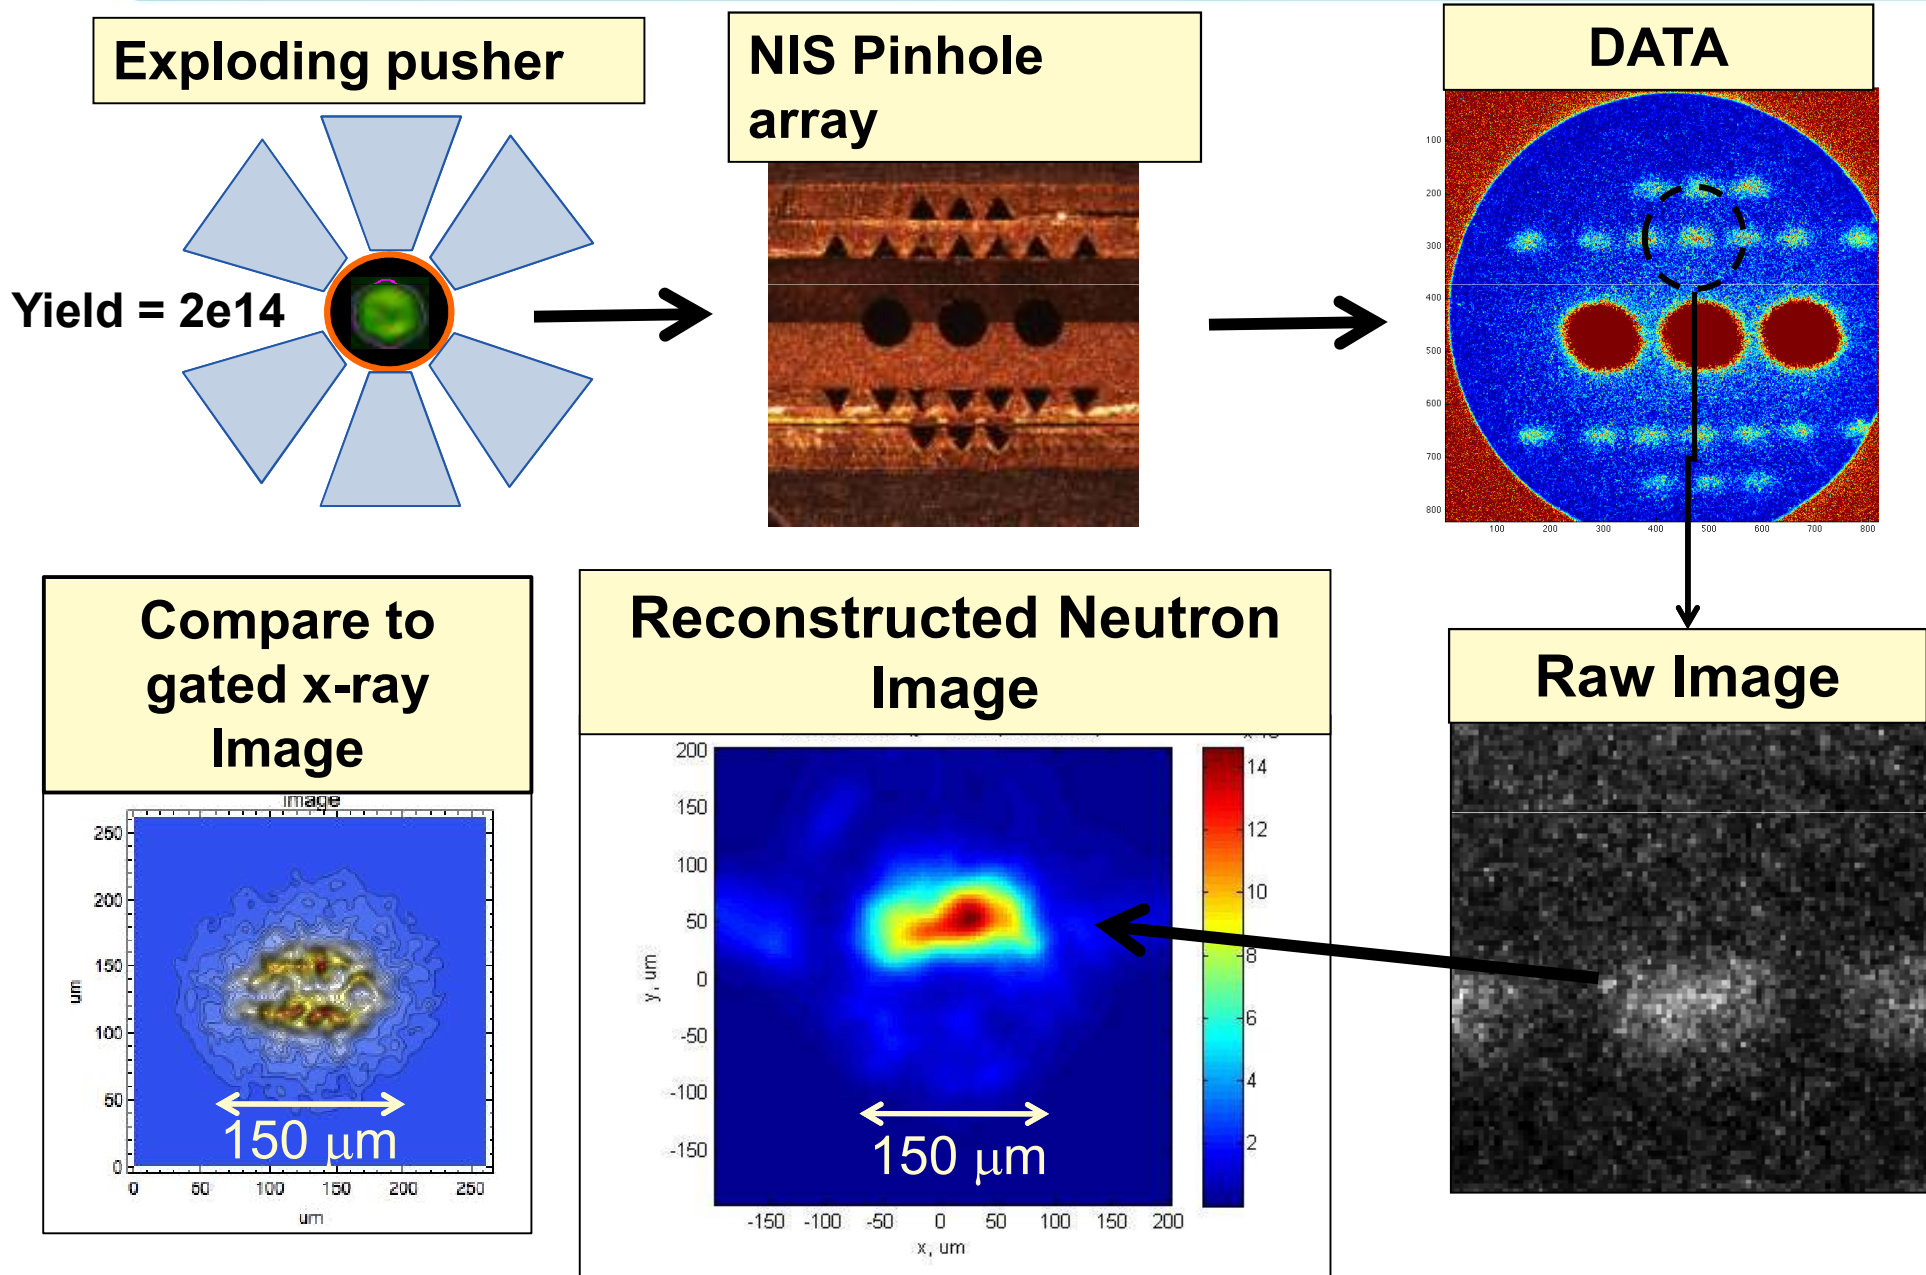 Exploding pusher
Yield = 2e14
NIS Pinhole
array
DATA
100
200
300
400
500
600
700
800
100 200 300 400 500 600 700 800
Compare to
gated x-ray
Image
image
250
200
150
100
50
0
um
150 μm
0 50 100 150 200 250
um
Reconstructed Neutron
Image
200
150
100
50
0
-50
-100
-150
y, um
14
12
10
8
6
4
2
150 μm
-150 -100 -50 0 50 100 150 200
x, um
Raw Image